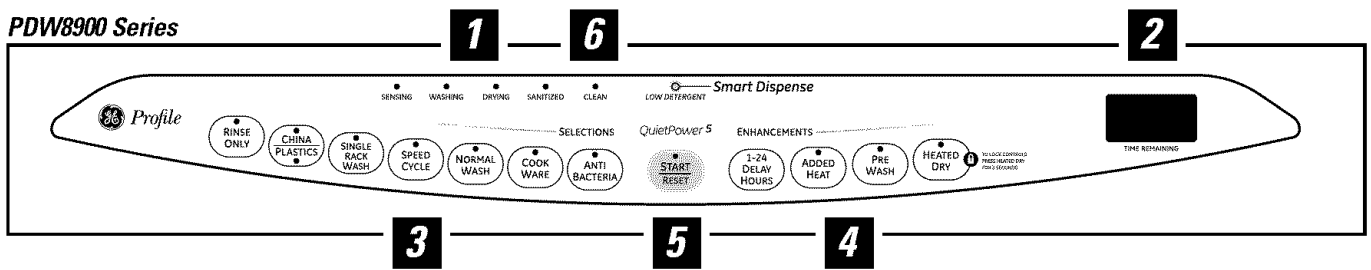 PDW8900 Series
1
6
2
SENSING WASHING DRYING SANITIZED CLEAN
LOW DETERGENT
Smart Dispense
GE Profile
SELECTIONS
QuietPower 5
ENHANCEMENTS
RINSE
ONLY
CHINA
PLASTICS
SINGLE
RACK
WASH
SPEED
CYCLE
NORMAL
WASH
COOK
WARE
ANTI
BACTERIA
START
RESET
1-24
DELAY
HOURS
ADDED
HEAT
PRE
WASH
HEATED
DRY
TO LOCK CONTROLS
PRESS HEATED DRY
FOR 3 SECONDS
TIME REMAINING
3
5
4